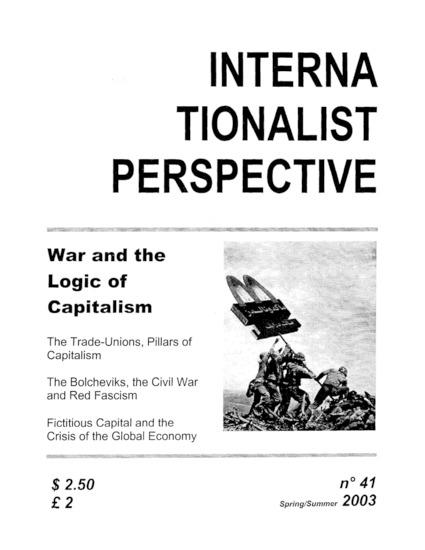 INTERNA
TIONALIST
PERSPECTIVE
War and the
Logic of
Capitalism
The Trade-Unions, Pillars of
Capitalism
The Bolcheviks, the Civil War
and Red Fascism
Fictitious Capital and the
Crisis of the Global Economy
$ 2.50
£ 2
n° 41
Spring/Summer 2003